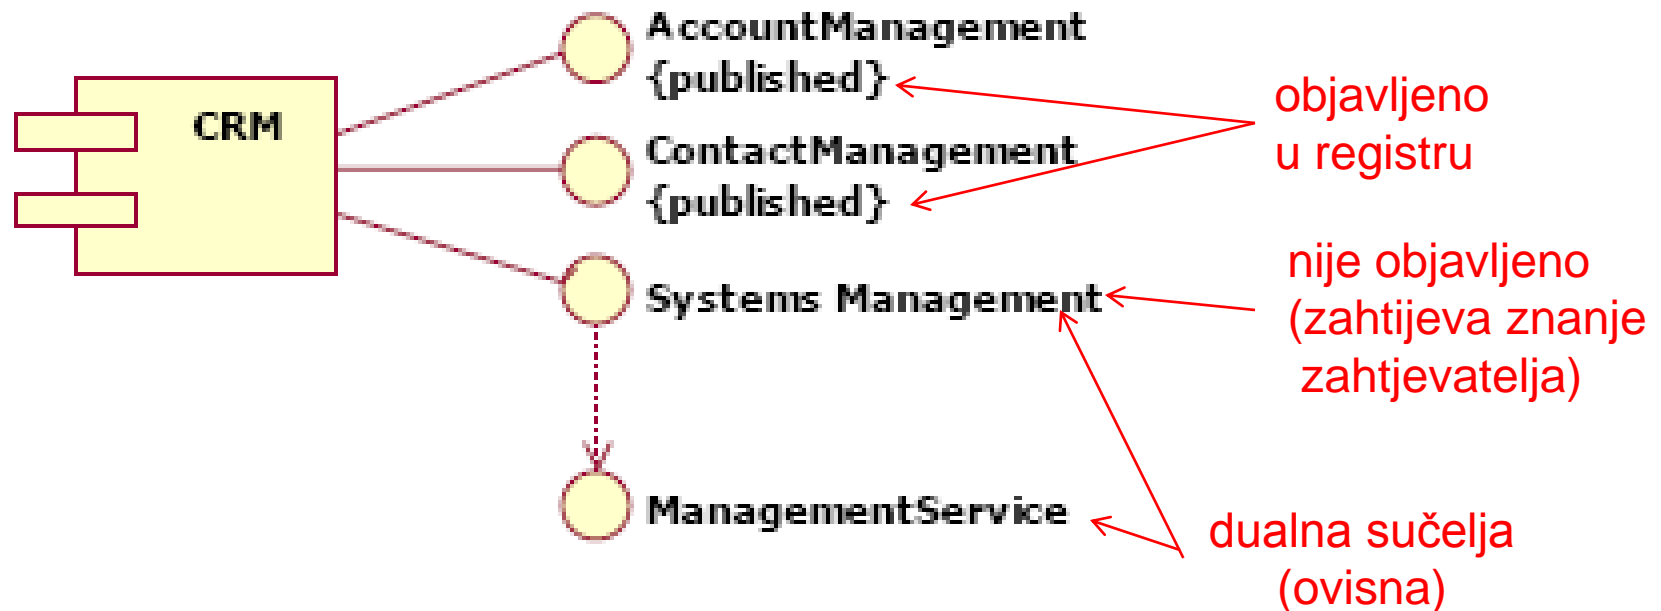 AccountManagement
{published}
CRM
ContactManagement
{published}
Systems Management
ManagementService
objavljeno
u registru
nije objavljeno
(zahtijeva znanje
zahtjevatelja)
dualna sučelja
(ovisna)